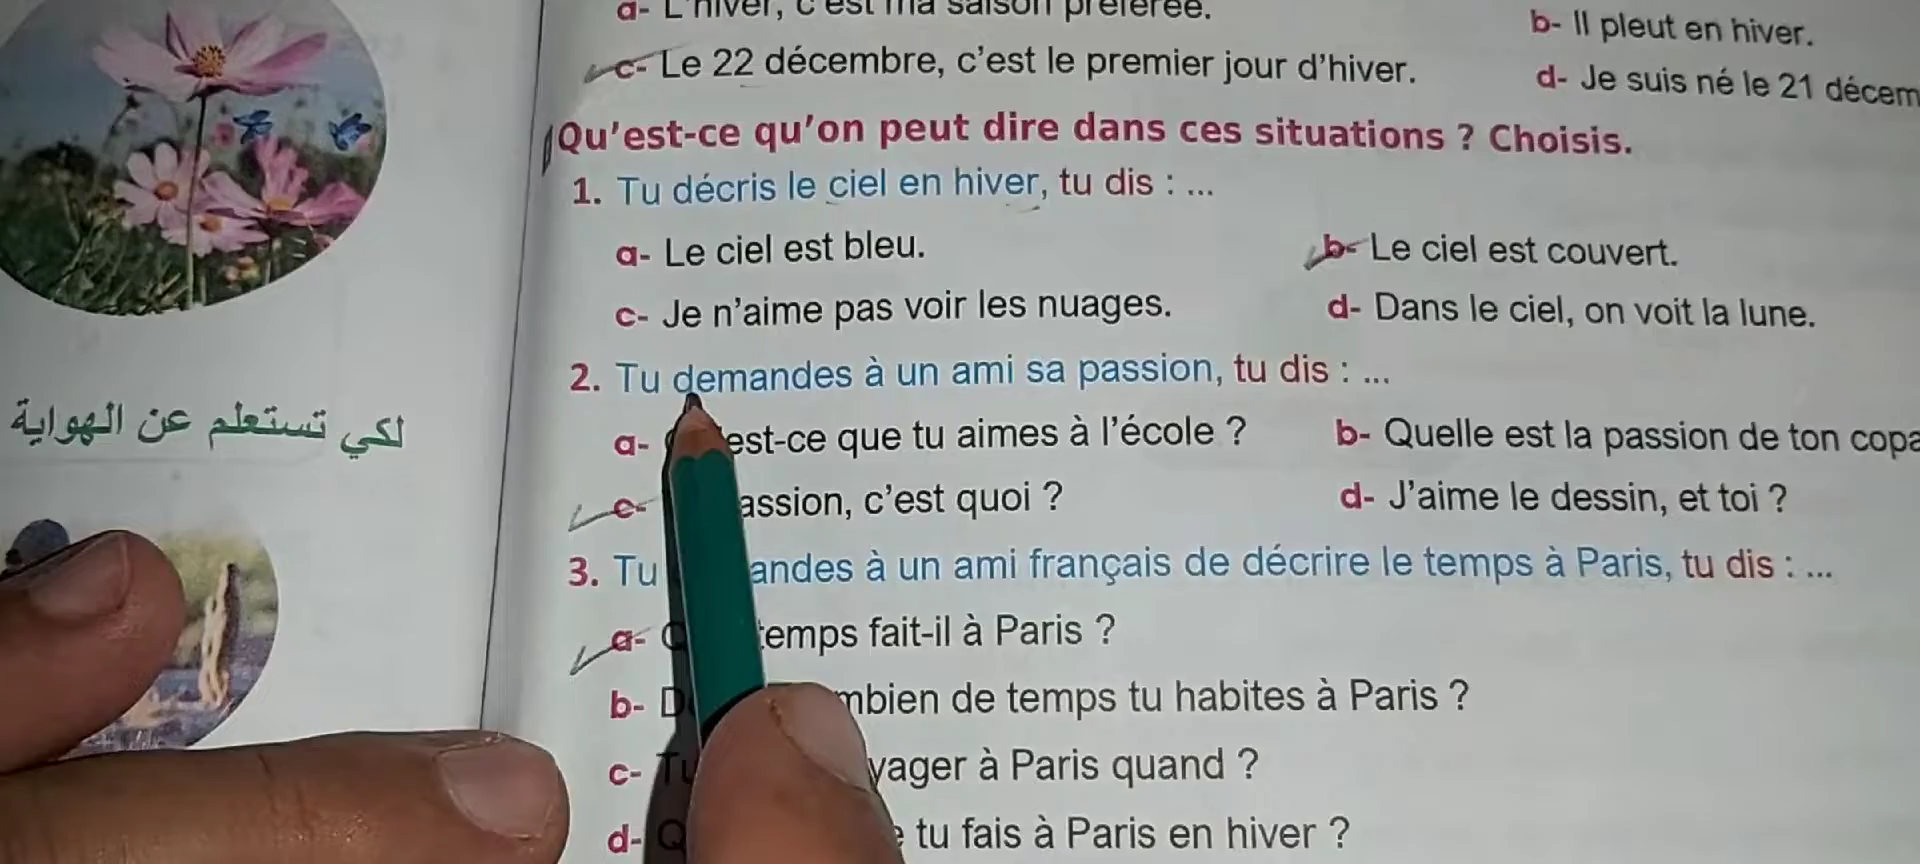 a- L'hiver, c'est ma saison préférée.
b- Il pleut en hiver.
c- Le 22 décembre, c'est le premier jour d'hiver.
d- Je suis né le 21 décem
Qu'est-ce qu'on peut dire dans ces situations ? Choisis.
1. Tu décris le ciel en hiver, tu dis : ...
a- Le ciel est bleu.
b- Le ciel est couvert.
c- Je n'aime pas voir les nuages.
d- Dans le ciel, on voit la lune.
2. Tu demandes à un ami sa passion, tu dis : ...
لكي تستعلم عن الهواية
a- est-ce que tu aimes à l'école ?
b- Quelle est la passion de ton copa
c- assion, c'est quoi ?
d- J'aime le dessin, et toi ?
3. Tu andes à un ami français de décrire le temps à Paris, tu dis : ...
a- temps fait-il à Paris ?
b- mbien de temps tu habites à Paris ?
c- yager à Paris quand ?
d- tu fais à Paris en hiver ?